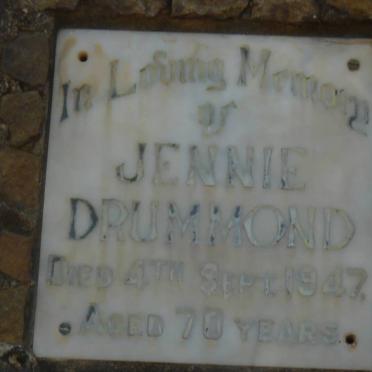 In Loving Memory
of
JENNIE
DRUMMOND
DIED 4TH SEPT. 1947.
AGED 70 YEARS.